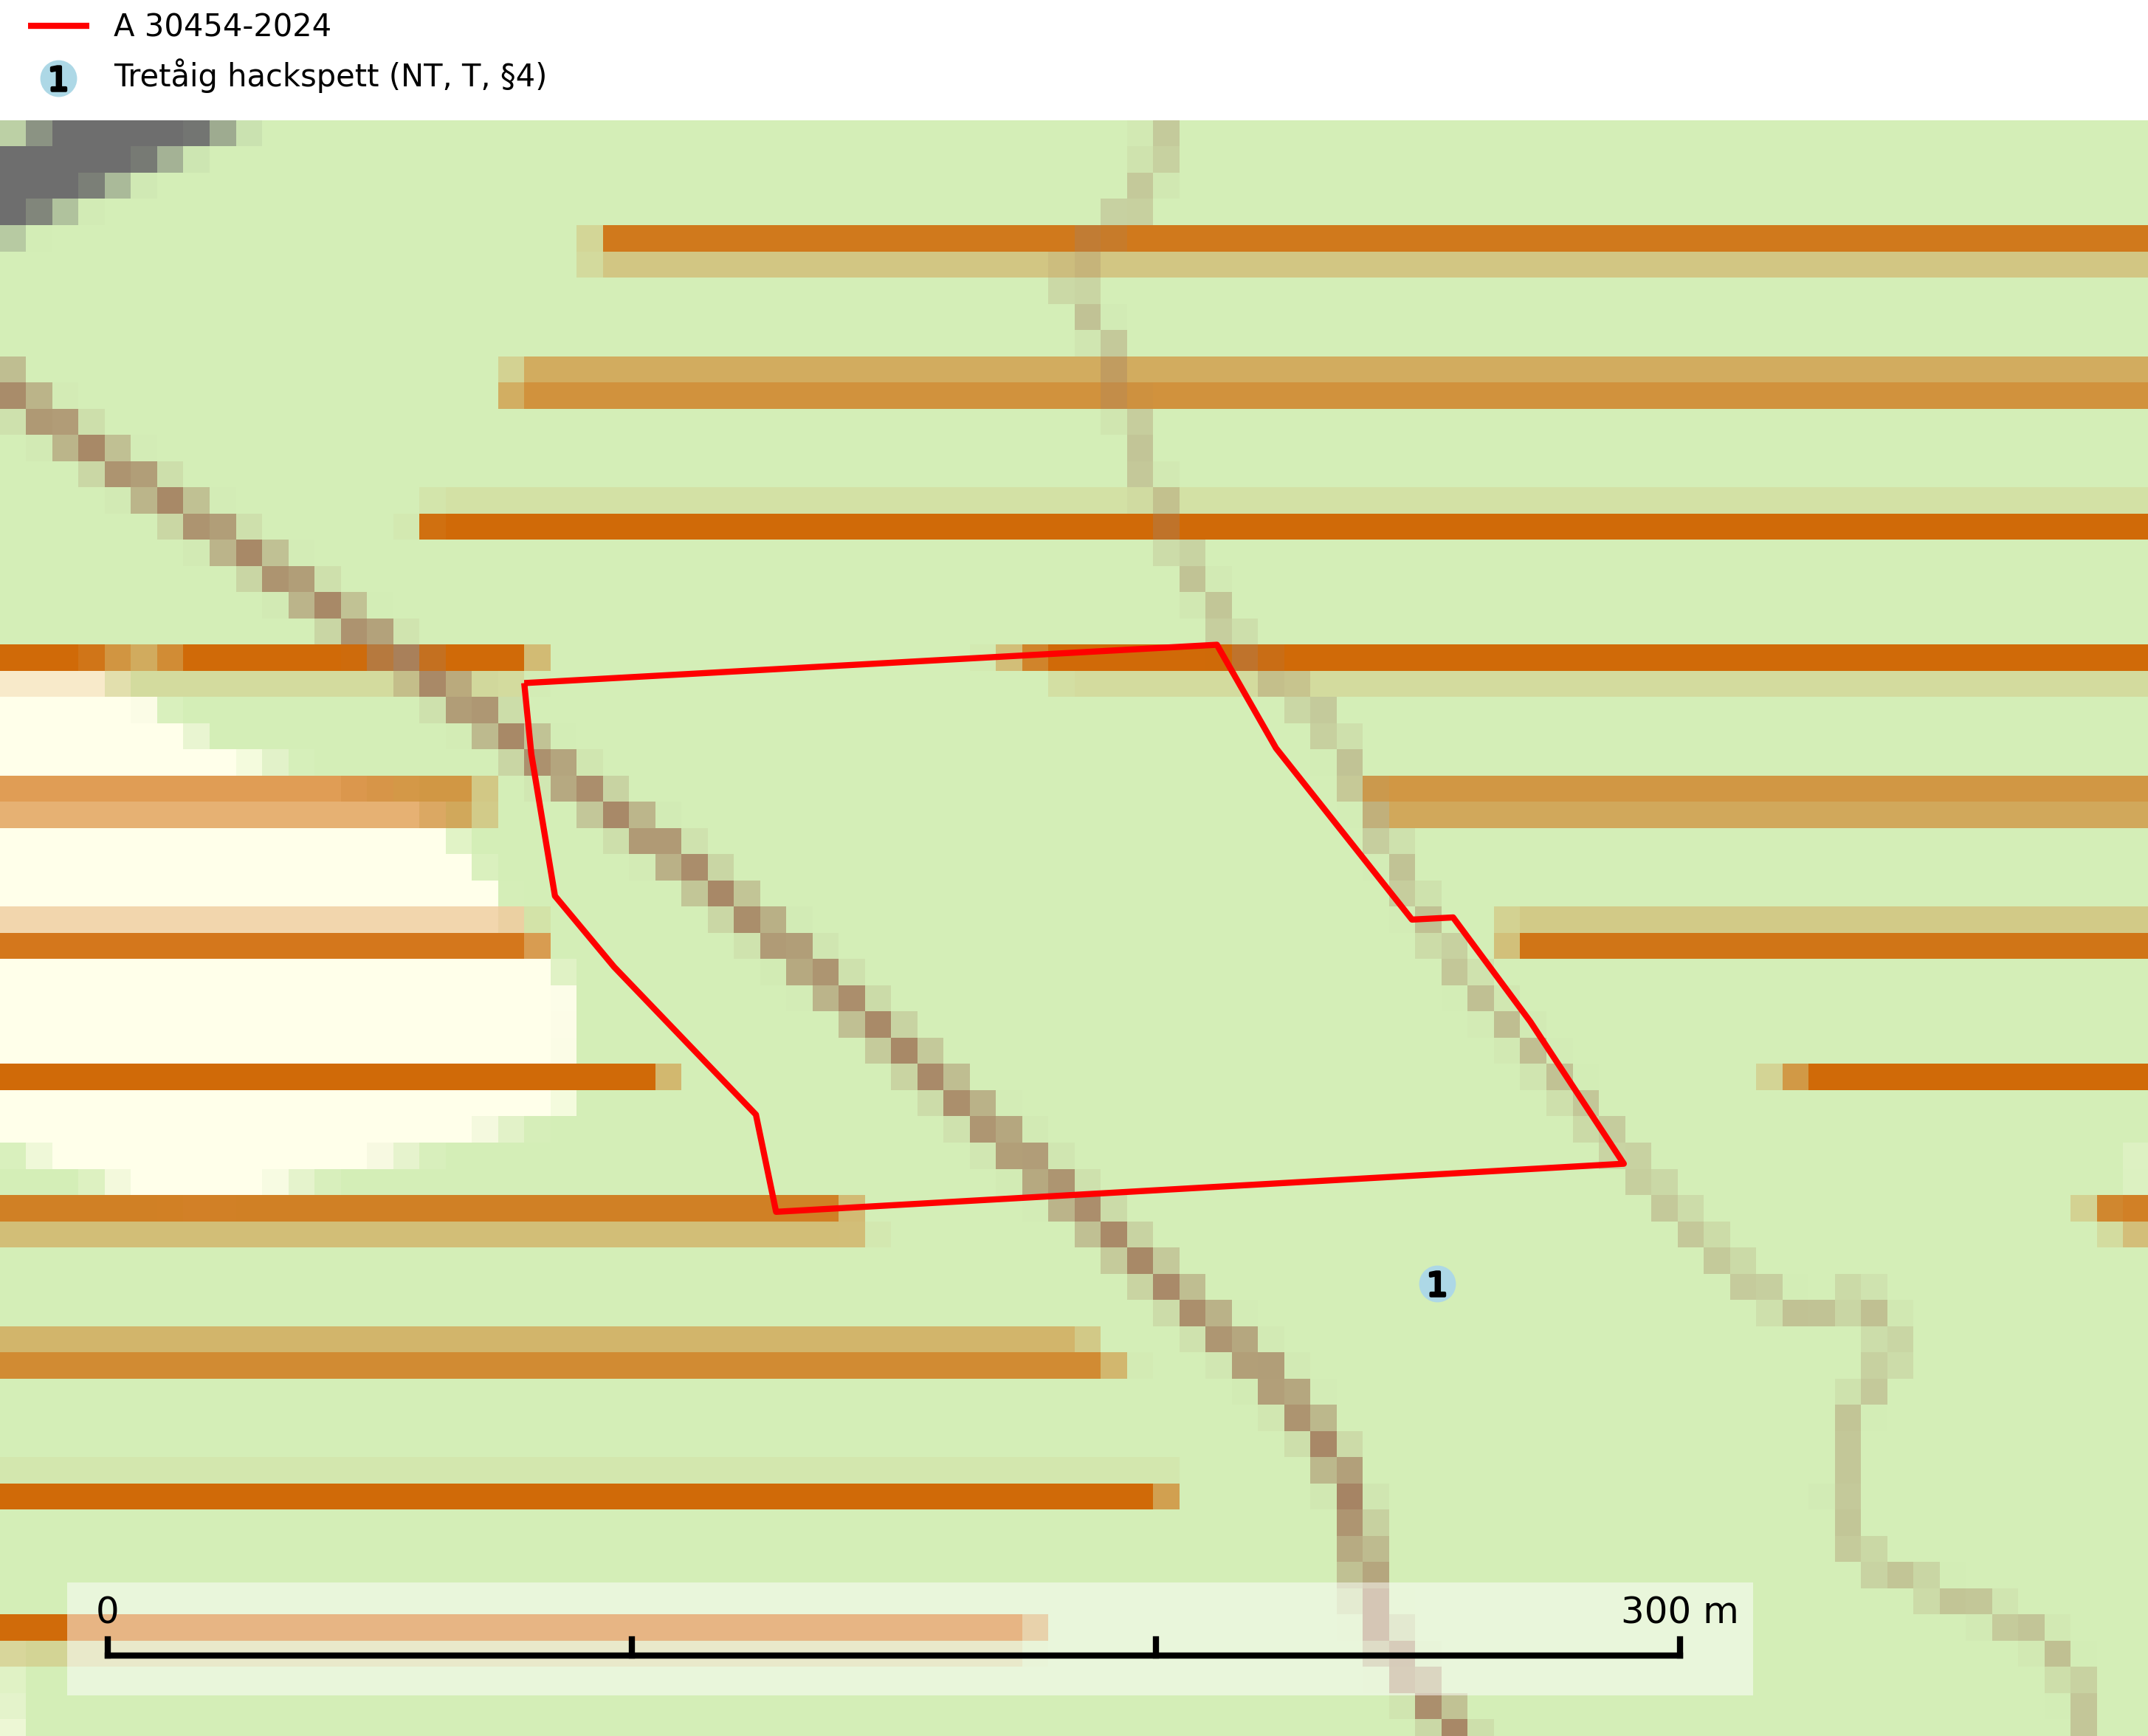 A 30454-2024
1 Tretåig hackspett (NT, T, §4)
1
0 300 m